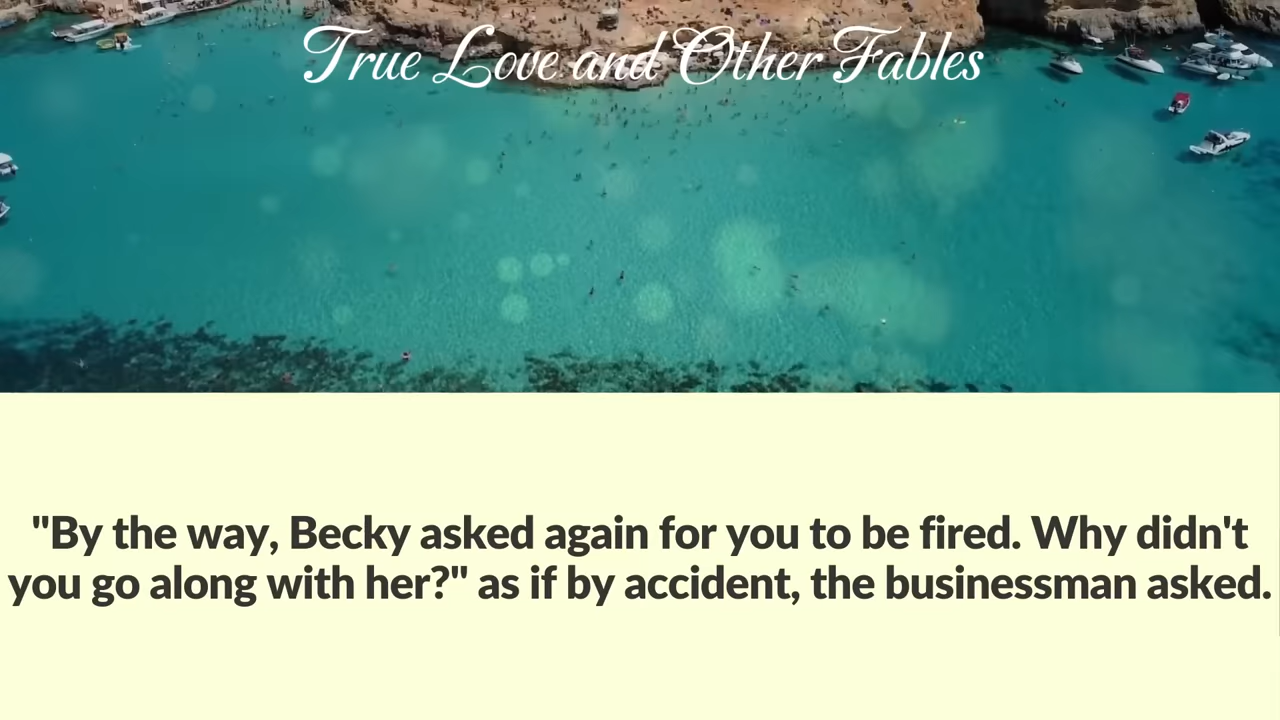 True Love and Other Fables
"By the way, Becky asked again for you to be fired. Why didn't
you go along with her?" as if by accident, the businessman asked.